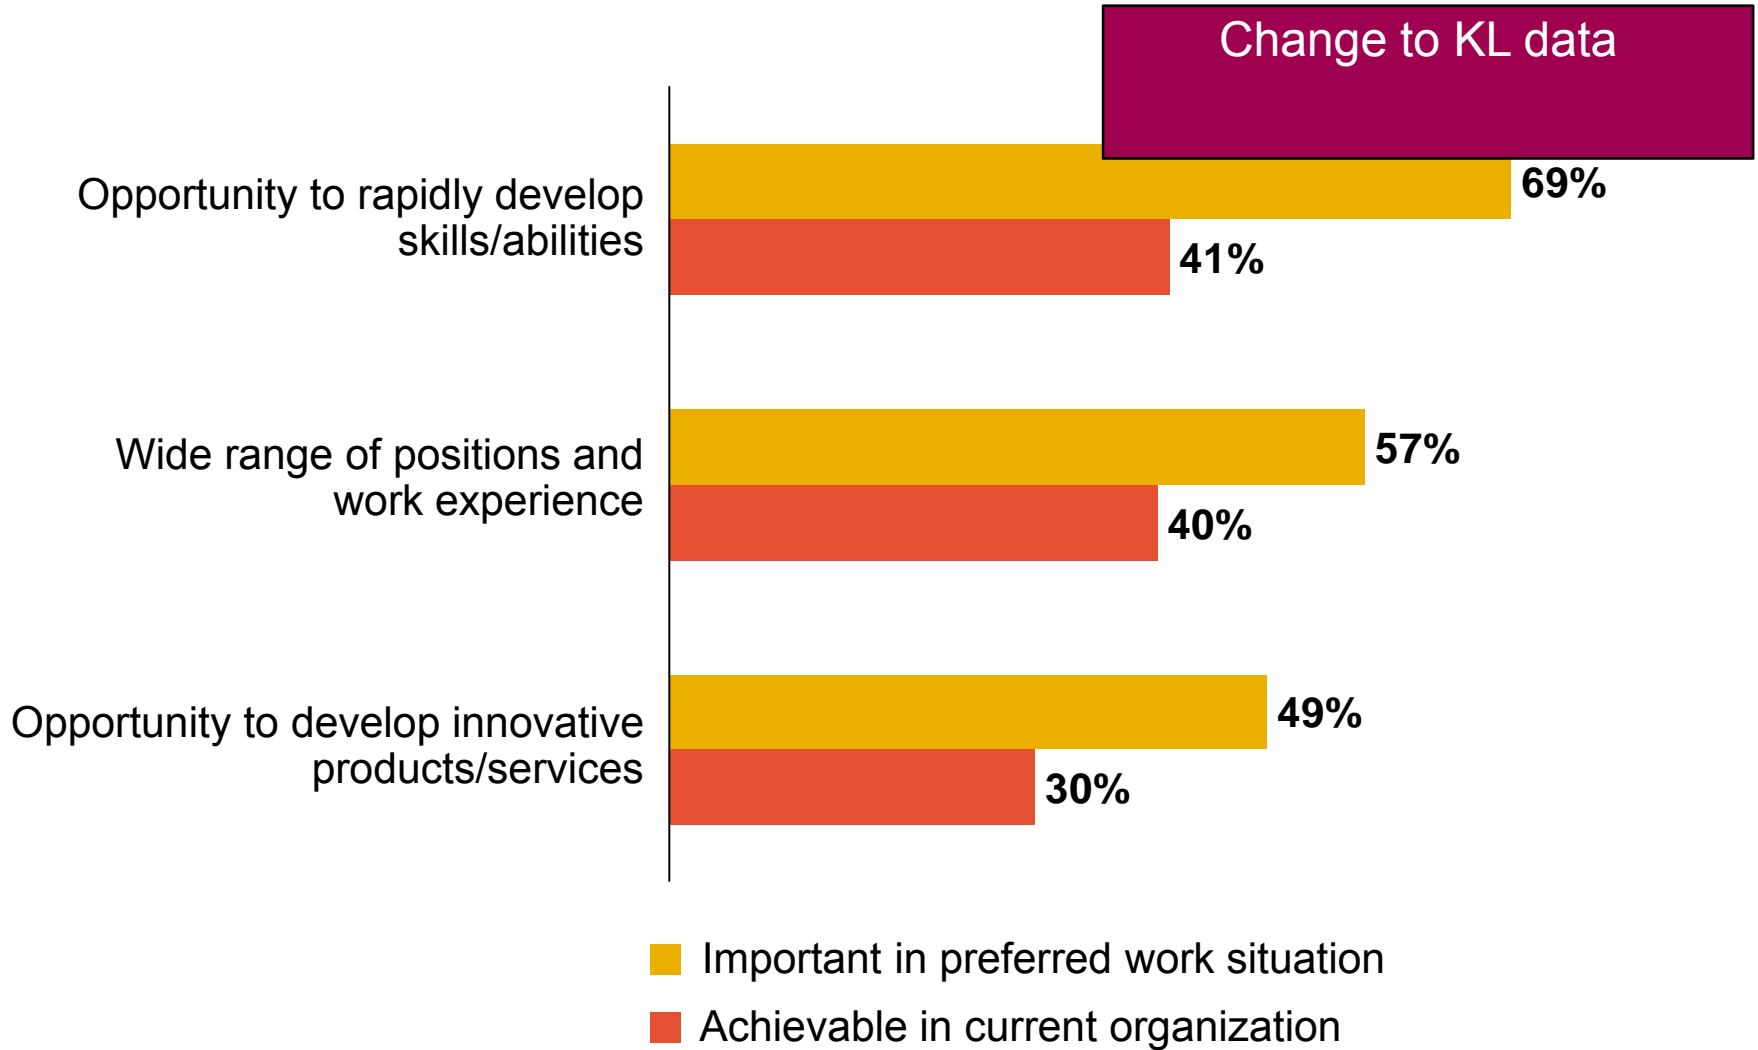 Change to KL data
Opportunity to rapidly develop
skills/abilities
69%
41%
Wide range of positions and
work experience
57%
40%
Opportunity to develop innovative
products/services
49%
30%
Important in preferred work situation
Achievable in current organization